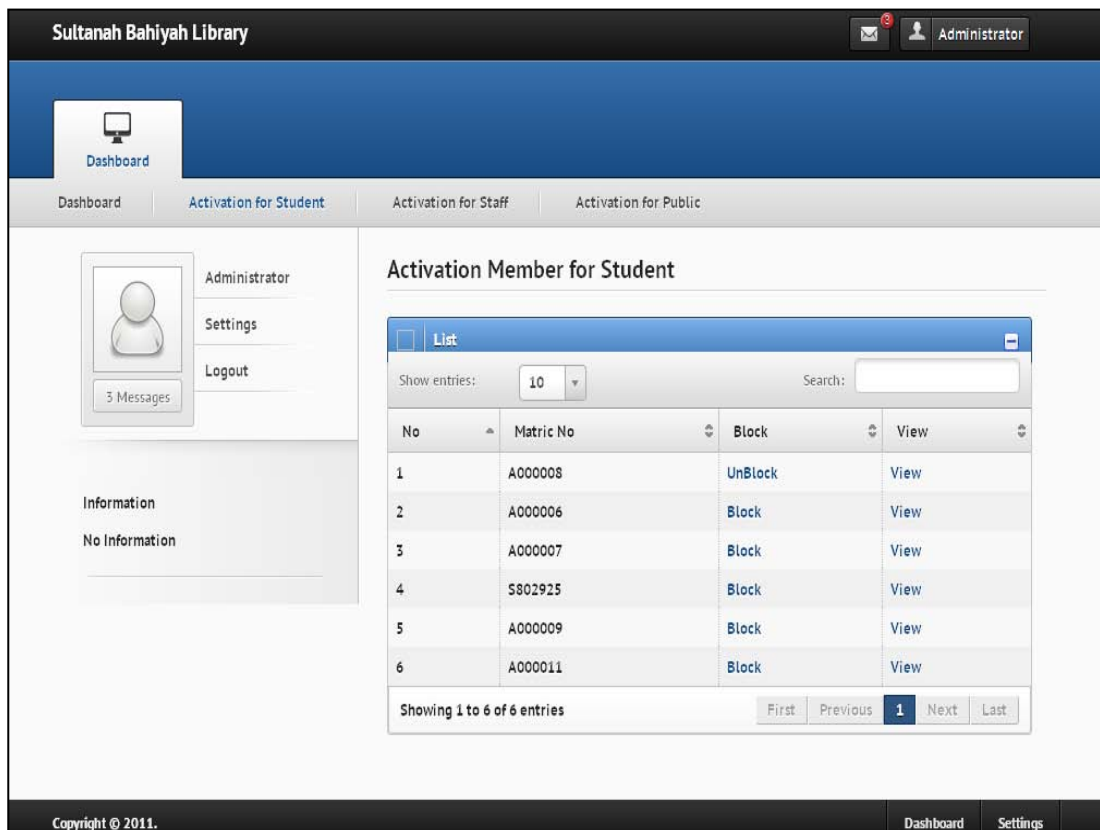 Sultanah Bahiyah Library
3
Administrator
Dashboard
Dashboard Activation for Student Activation for Staff Activation for Public
Administrator
Settings
Logout
3 Messages
Information
No Information
Activation Member for Student
List
Show entries: 10 Search:
No Matric No Block View
1 A000008 UnBlock View
2 A000006 Block View
3 A000007 Block View
4 S802925 Block View
5 A000009 Block View
6 A000011 Block View
Showing 1 to 6 of 6 entries First Previous 1 Next Last
Copyright © 2011. Dashboard Settings